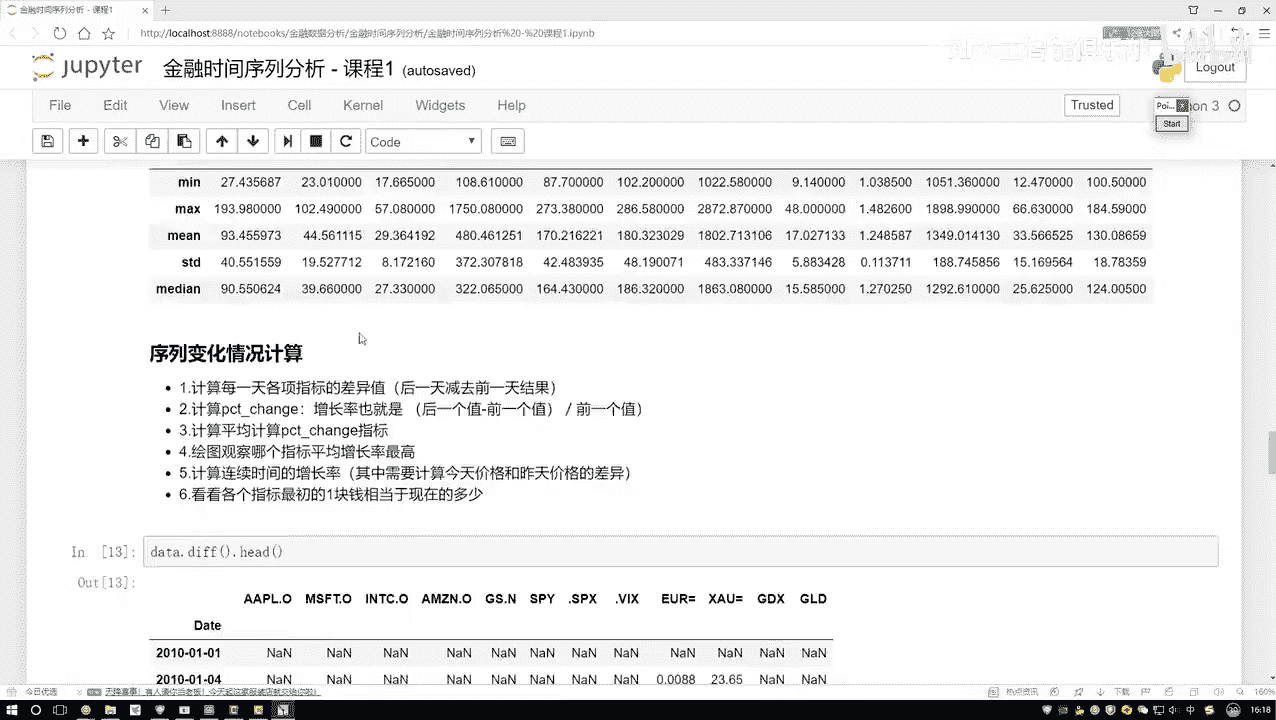 金融时间序列分析 - 课程1
http://localhost:8888/notebooks/金融数据分析/金融时间序列分析/金融时间序列分析%20-%20课程1.ipynb
jupyter 金融时间序列分析 - 课程1 (autosaved)
Logout
File Edit View Insert Cell Kernel Widgets Help
Trusted
Poi...
on 3
Start
Code
min 27.435687 23.010000 17.665000 108.610000 87.700000 102.200000 1022.580000 9.140000 1.038500 1051.360000 12.470000 100.50000
max 193.980000 102.490000 57.080000 1750.080000 273.380000 286.580000 2872.870000 48.000000 1.482600 1898.990000 66.630000 184.59000
mean 93.455973 44.561115 29.364192 480.461251 170.216221 180.323029 1802.713106 17.027133 1.248587 1349.014130 33.566525 130.08659
std 40.551559 19.527712 8.172160 372.307818 42.483935 48.190071 483.337146 5.883428 0.113711 188.745856 15.169564 18.78359
median 90.550624 39.660000 27.330000 322.065000 164.430000 186.320000 1863.080000 15.585000 1.270250 1292.610000 25.625000 124.00500
序列变化情况计算
1.计算每一天各项指标的差异值（后一天减去前一天结果）
2.计算pct_change：增长率也就是 （后一个值-前一个值）/ 前一个值）
3.计算平均计算pct_change指标
4.绘图观察哪个指标平均增长率最高
5.计算连续时间的增长率（其中需要计算今天价格和昨天价格的差异）
6.看看各个指标最初的1块钱相当于现在的多少
In [13]: data.diff().head()
Out[13]:
AAPL.O MSFT.O INTC.O AMZN.O GS.N SPY .SPX .VIX EUR= XAU= GDX GLD
Date
2010-01-01 NaN NaN NaN NaN NaN NaN NaN NaN NaN NaN NaN NaN
2010-01-04 NaN NaN NaN NaN NaN NaN NaN NaN 0.0088 23.65 NaN NaN
今日优选
热点资讯
下载
160%
中
16:18